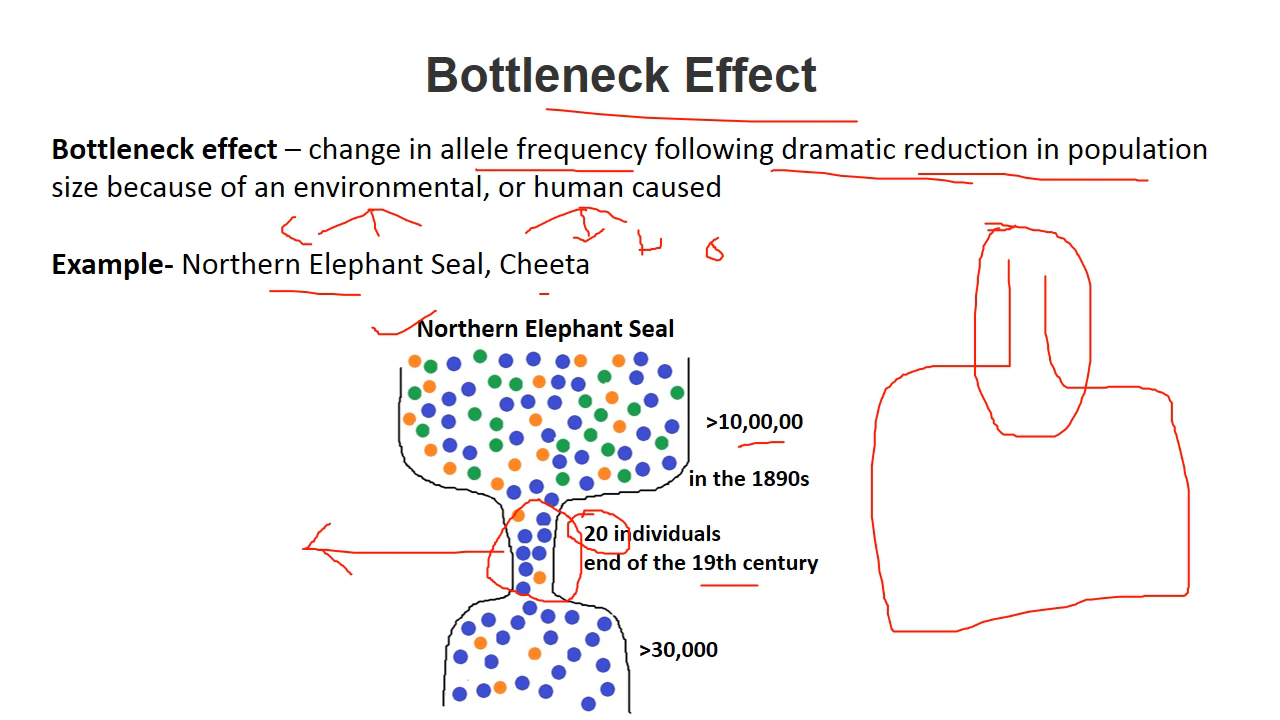 Bottleneck Effect
Bottleneck effect – change in allele frequency following dramatic reduction in population
size because of an environmental, or human caused
Example- Northern Elephant Seal, Cheeta
Northern Elephant Seal
>10,00,00
in the 1890s
20 individuals
end of the 19th century
>30,000